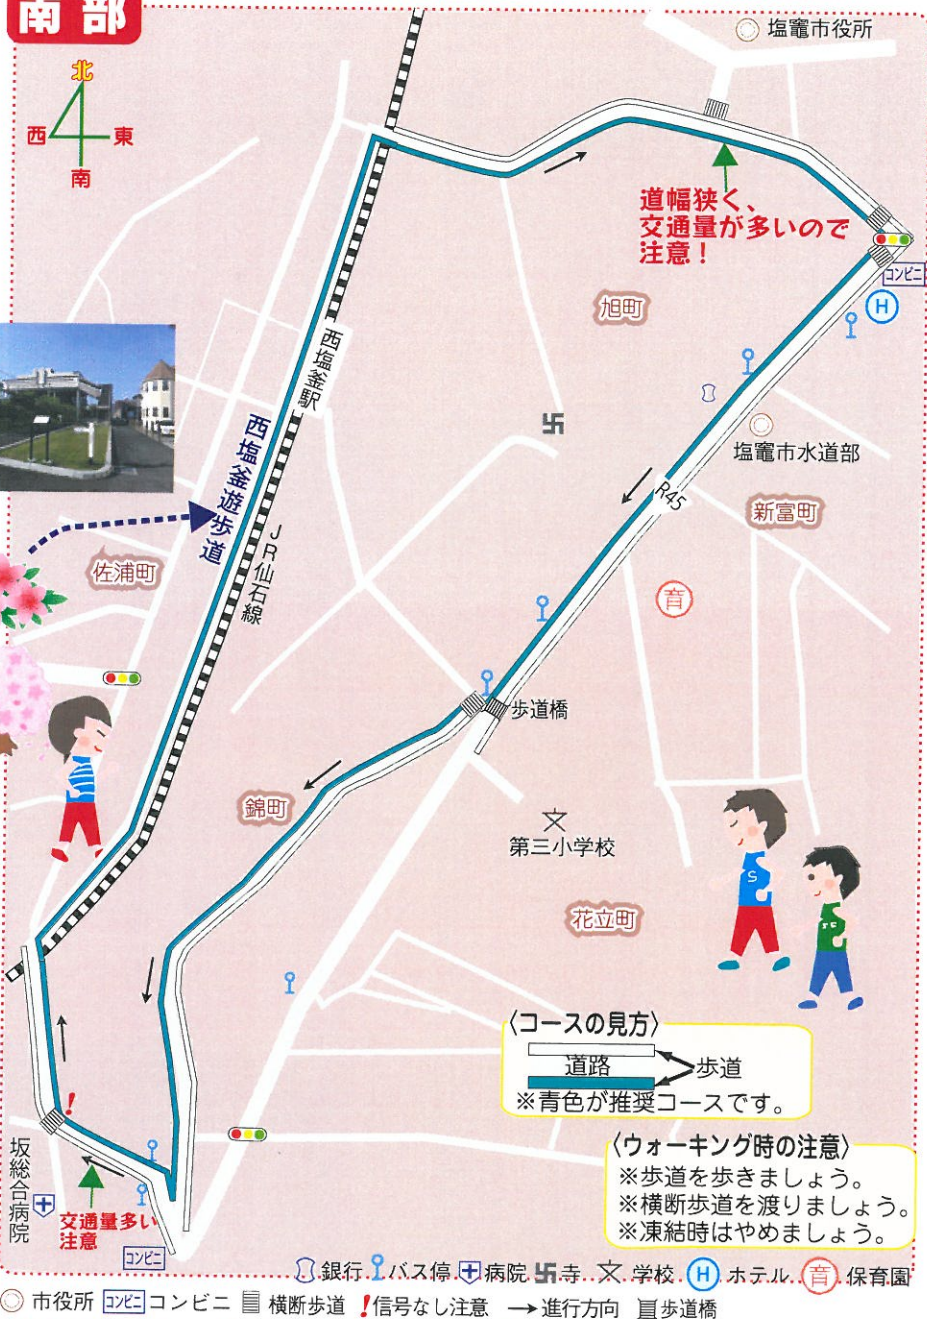 南部
北
西 東
南
塩竈市役所
道幅狭く、
交通量が多いので
注意！
コンビニ
H
旭町
西塩釜駅
卍
塩竈市水道部
西塩釜遊歩道
R45
新富町
JR仙石線
佐浦町
育
歩道橋
錦町
文
第三小学校
花立町
S
〈コースの見方〉
道路
歩道
※青色が推奨コースです。
!
〈ウォーキング時の注意〉
※歩道を歩きましょう。
※横断歩道を渡りましょう。
※凍結時はやめましょう。
坂総合病院
交通量多い
注意
コンビニ
銀行 バス停 病院 卍寺 文 学校 H ホテル 育 保育園
市役所 コンビニ コンビニ 横断歩道 !信号なし注意 →進行方向 歩道橋